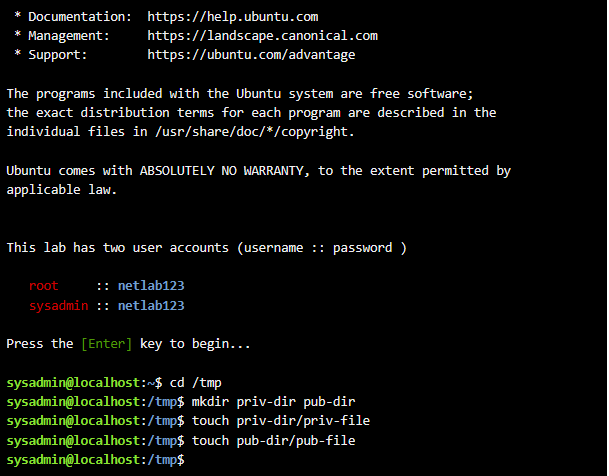 * Documentation:  https://help.ubuntu.com
* Management:     https://landscape.canonical.com
* Support:        https://ubuntu.com/advantage
The programs included with the Ubuntu system are free software;
the exact distribution terms for each program are described in the
individual files in /usr/share/doc/*/copyright.
Ubuntu comes with ABSOLUTELY NO WARRANTY, to the extent permitted by
applicable law.
This lab has two user accounts (username :: password )
root     :: netlab123
sysadmin :: netlab123
Press the [Enter] key to begin...
sysadmin@localhost:~$ cd /tmp
sysadmin@localhost:/tmp$ mkdir priv-dir pub-dir
sysadmin@localhost:/tmp$ touch priv-dir/priv-file
sysadmin@localhost:/tmp$ touch pub-dir/pub-file
sysadmin@localhost:/tmp$